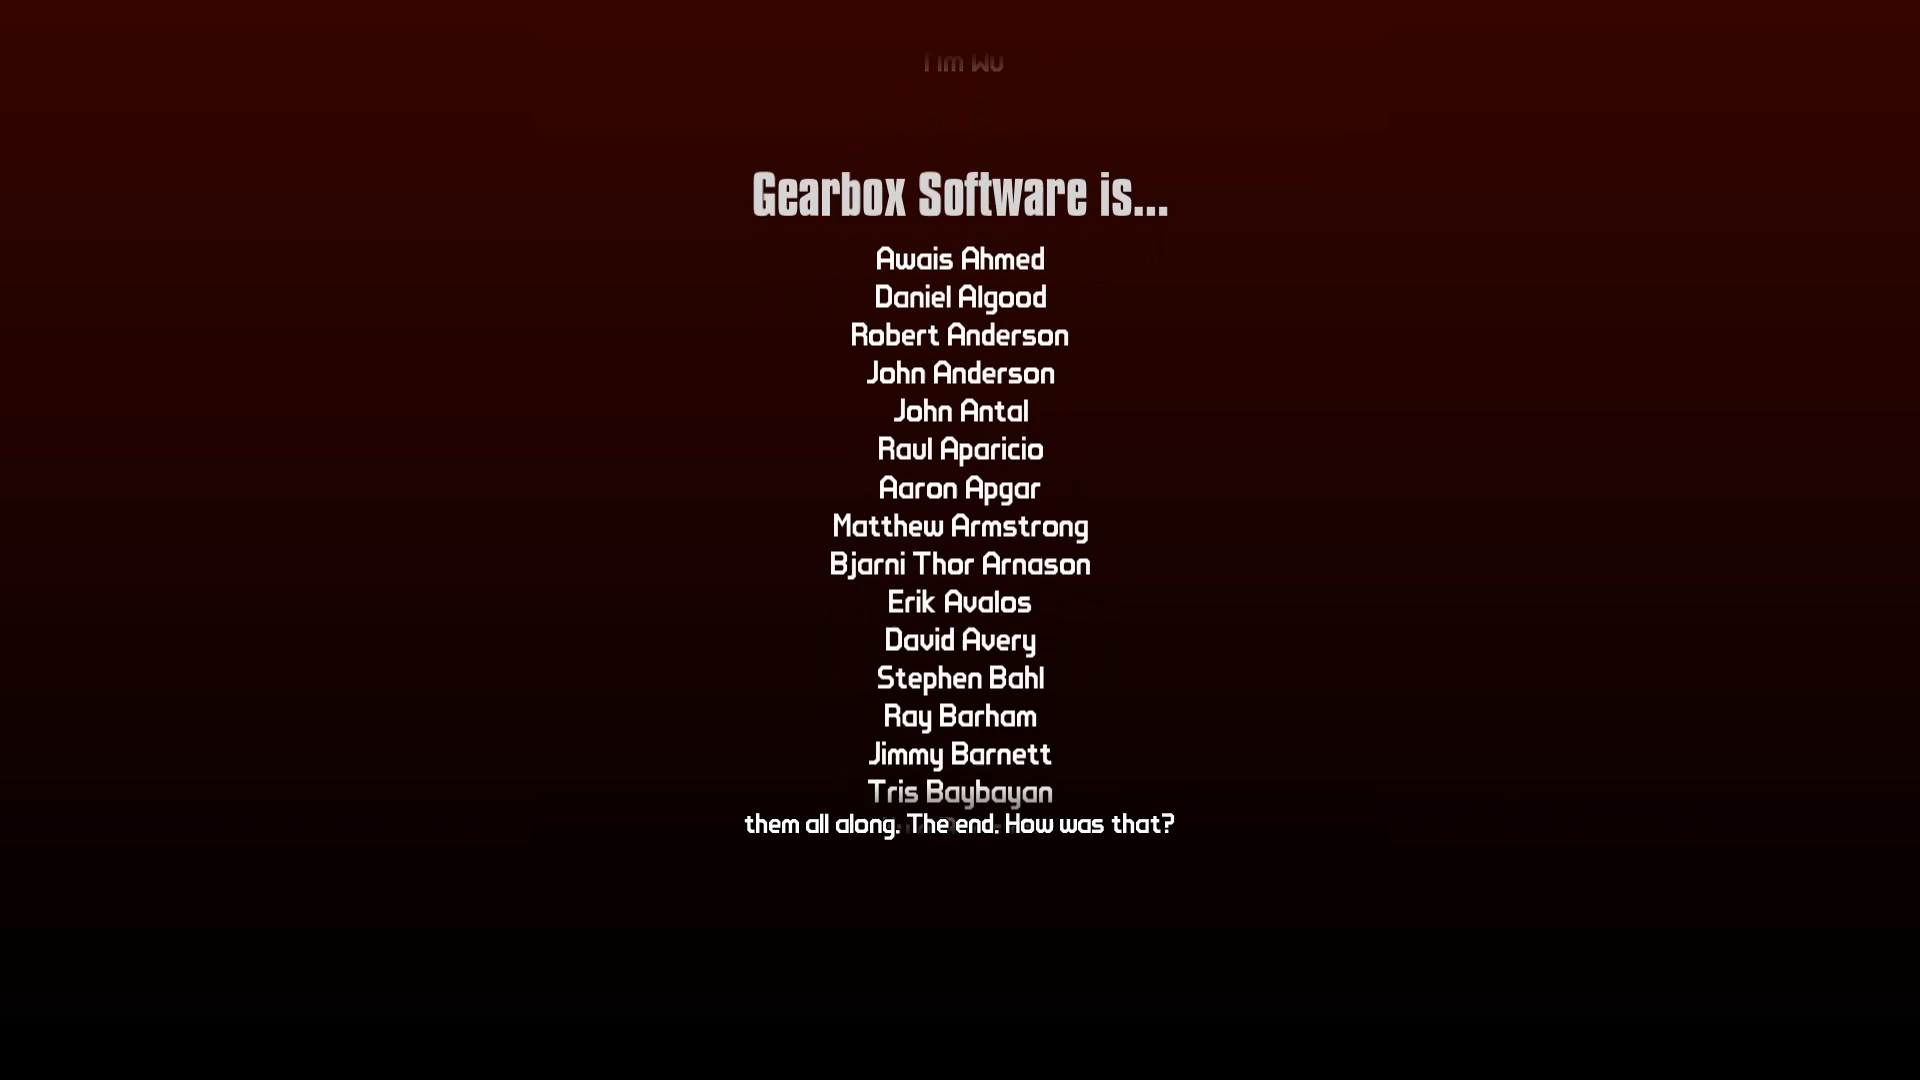 Tim Wu
Gearbox Software is...
Awais Ahmed
Daniel Algood
Robert Anderson
John Anderson
John Antal
Raul Aparicio
Aaron Apgar
Matthew Armstrong
Bjarni Thor Arnason
Erik Avalos
David Avery
Stephen Bahl
Ray Barham
Jimmy Barnett
Tris Baybayan
them all along. The end. How was that?